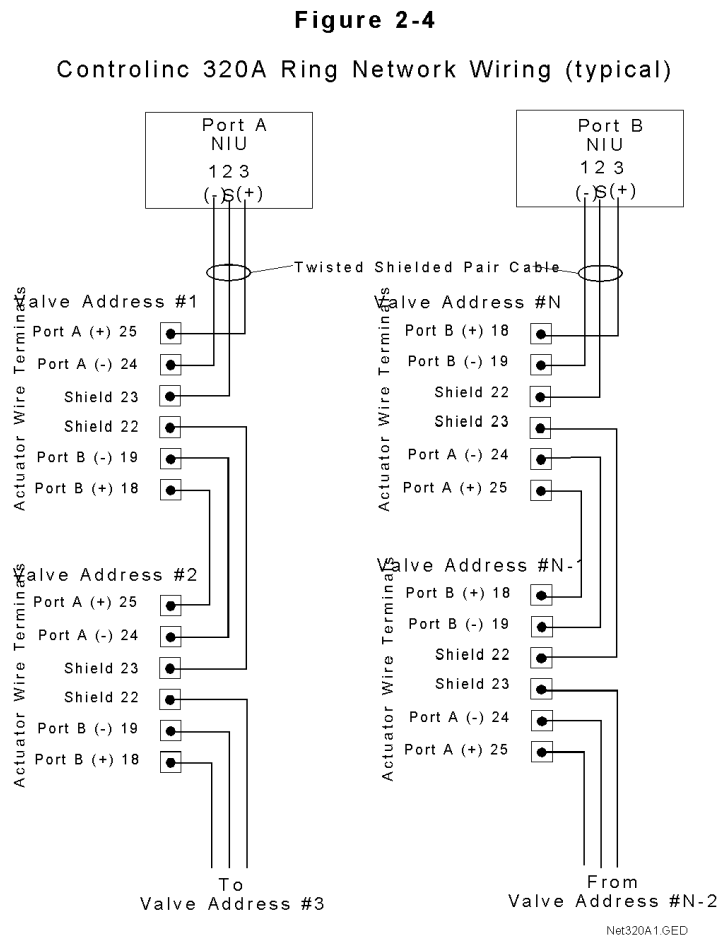 Figure 2-4
Controlinc 320A Ring Network Wiring (typical)
Port A
NIU
1 2 3
(-)S(+)
Port B
NIU
1 2 3
(-)S(+)
Twisted Shielded Pair Cable
Valve Address #1
Actuator Wire Terminals
Port A (+) 25
Port A (-) 24
Shield 23
Shield 22
Port B (-) 19
Port B (+) 18
Valve Address #2
Actuator Wire Terminals
Port A (+) 25
Port A (-) 24
Shield 23
Shield 22
Port B (-) 19
Port B (+) 18
To
Valve Address #3
Valve Address #N
Actuator Wire Terminals
Port B (+) 18
Port B (-) 19
Shield 22
Shield 23
Port A (-) 24
Port A (+) 25
Valve Address #N-1
Actuator Wire Terminals
Port B (+) 18
Port B (-) 19
Shield 22
Shield 23
Port A (-) 24
Port A (+) 25
From
Valve Address #N-2
Net320A1.GED